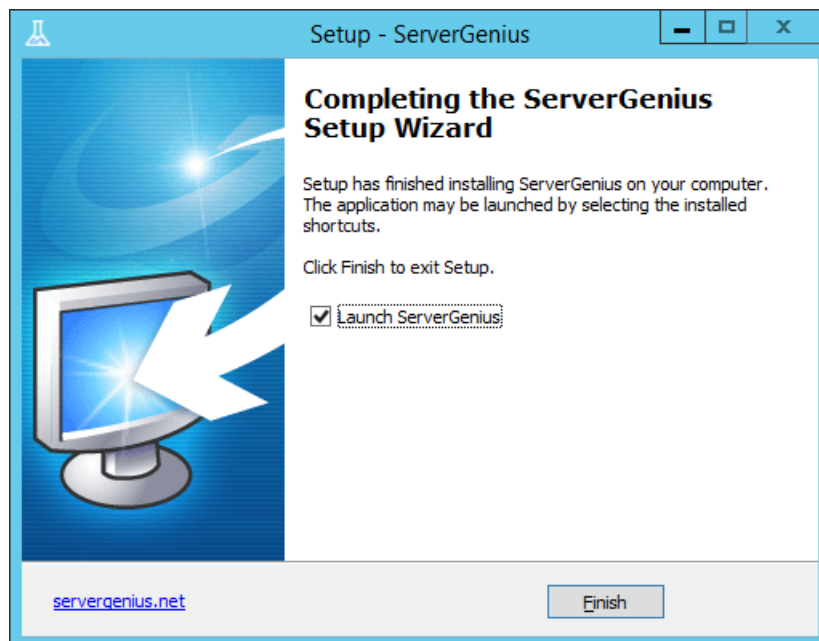 Setup - ServerGenius
Completing the ServerGenius
Setup Wizard
Setup has finished installing ServerGenius on your computer.
The application may be launched by selecting the installed
shortcuts.
Click Finish to exit Setup.
Launch ServerGenius
servergenius.net
Finish